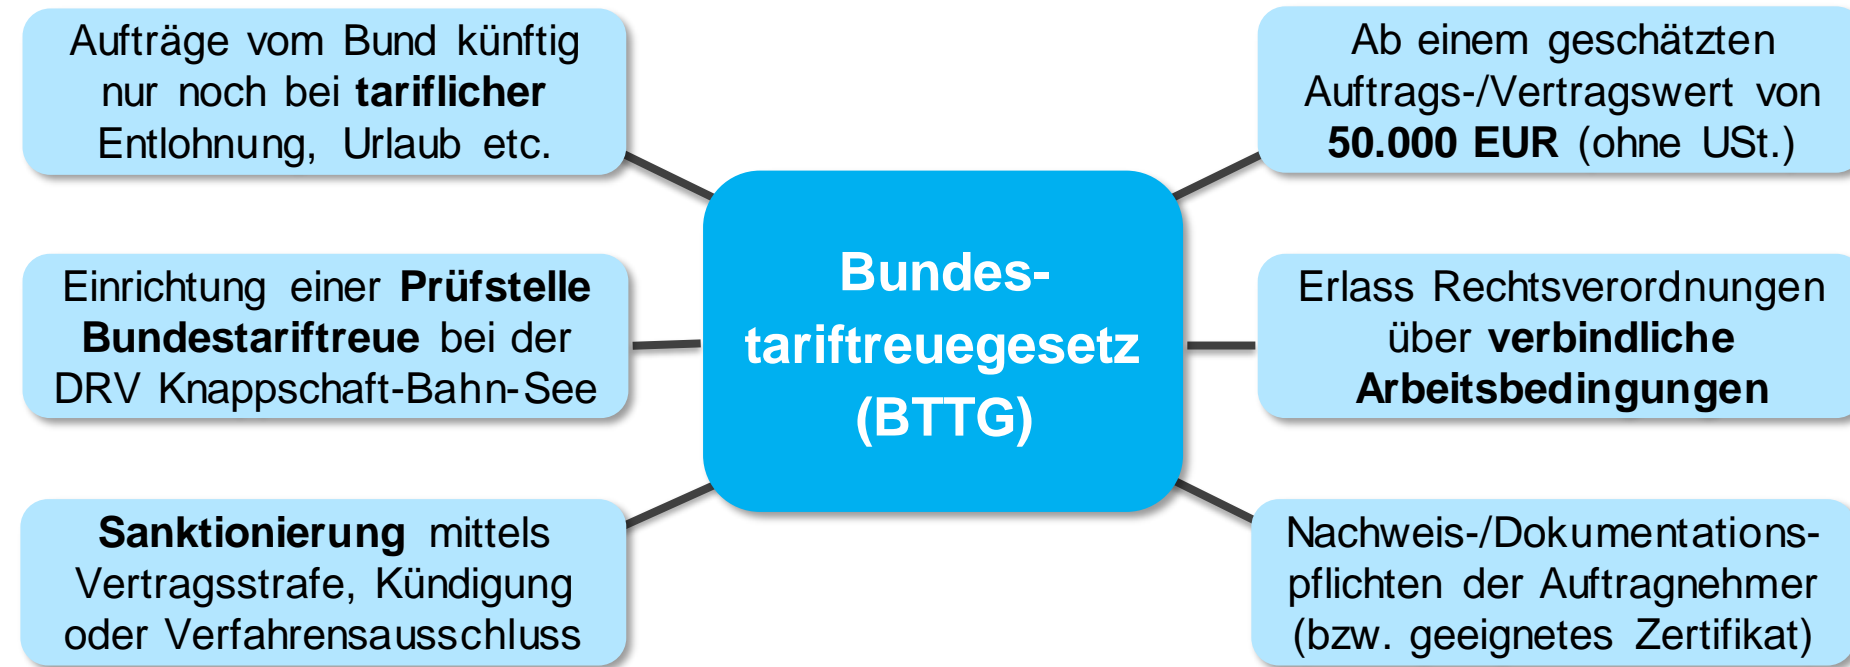 Aufträge vom Bund künftig
nur noch bei tariflicher
Entlohnung, Urlaub etc.
Einrichtung einer Prüfstelle
Bundestariftreue bei der
DRV Knappschaft-Bahn-See
Sanktionierung mittels
Vertragsstrafe, Kündigung
oder Verfahrensausschluss
Bundes-
tariftreuegesetz
(BTTG)
Ab einem geschätzten
Auftrags-/Vertragswert von
50.000 EUR (ohne USt.)
Erlass Rechtsverordnungen
über verbindliche
Arbeitsbedingungen
Nachweis-/Dokumentations-
pflichten der Auftragnehmer
(bzw. geeignetes Zertifikat)